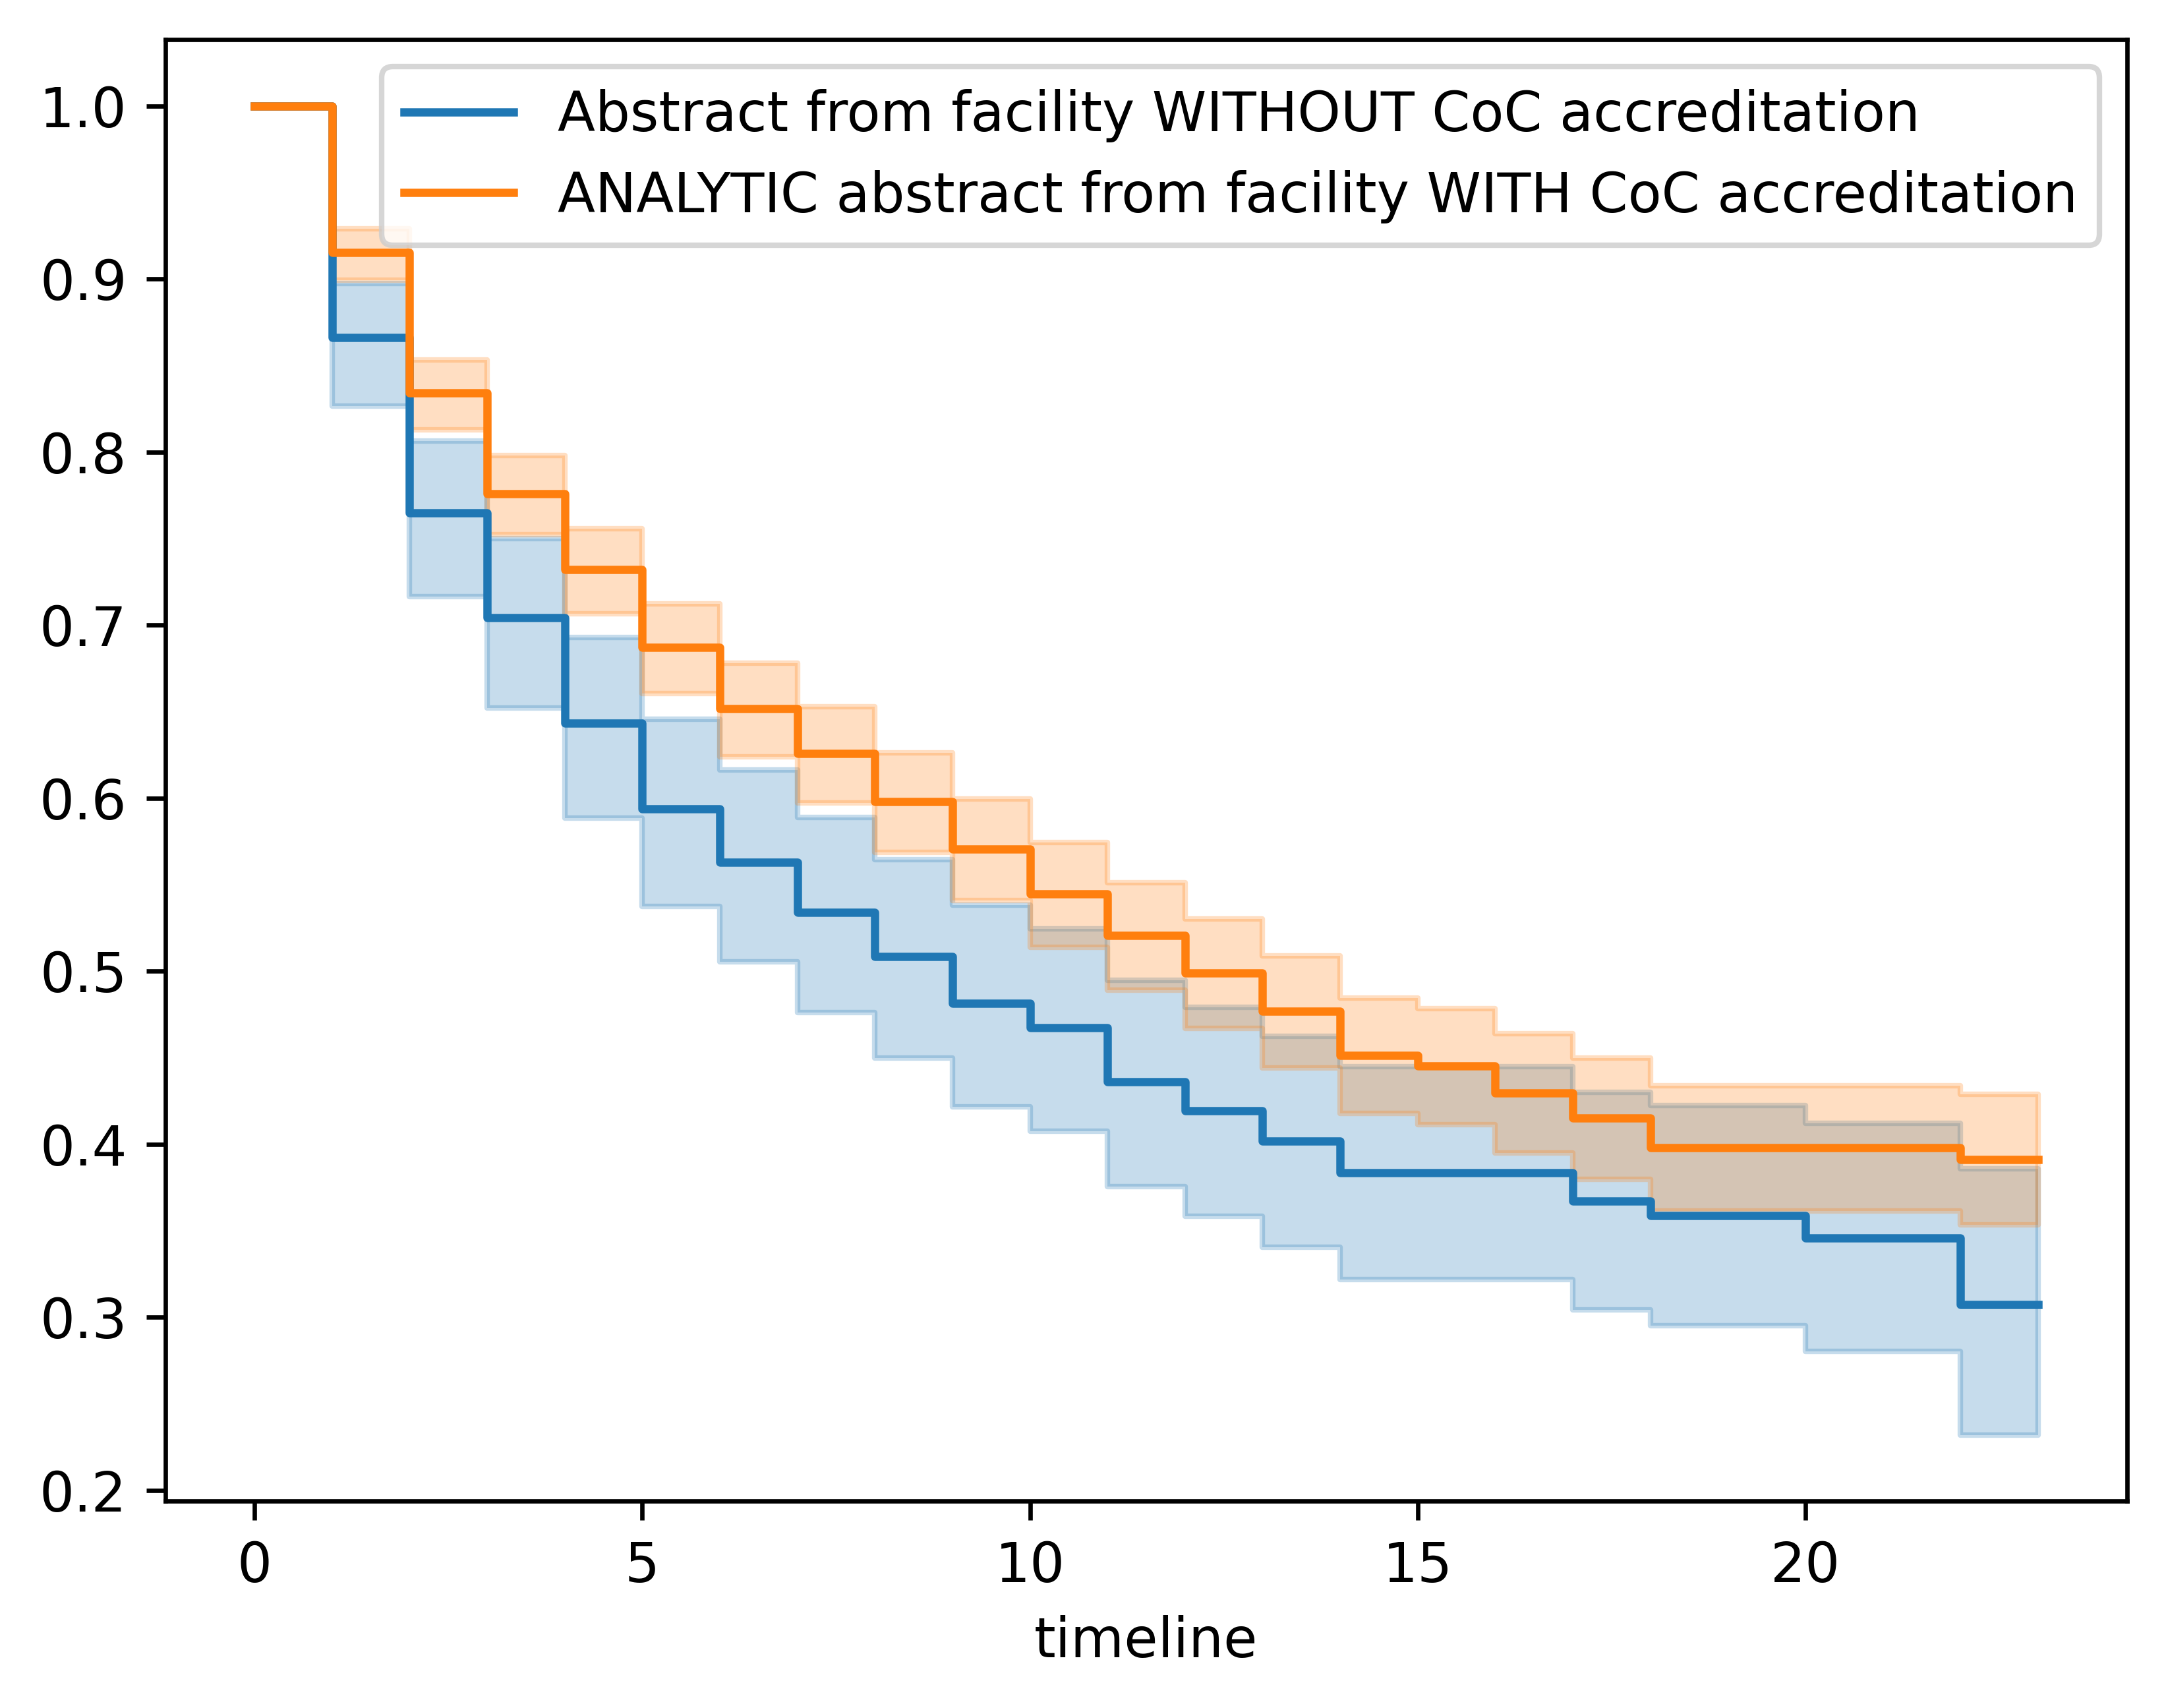 Abstract from facility WITHOUT CoC accreditation
ANALYTIC abstract from facility WITH CoC accreditation
1.0
0.9
0.8
0.7
0.6
0.5
0.4
0.3
0.2
0 5 10 15 20
timeline